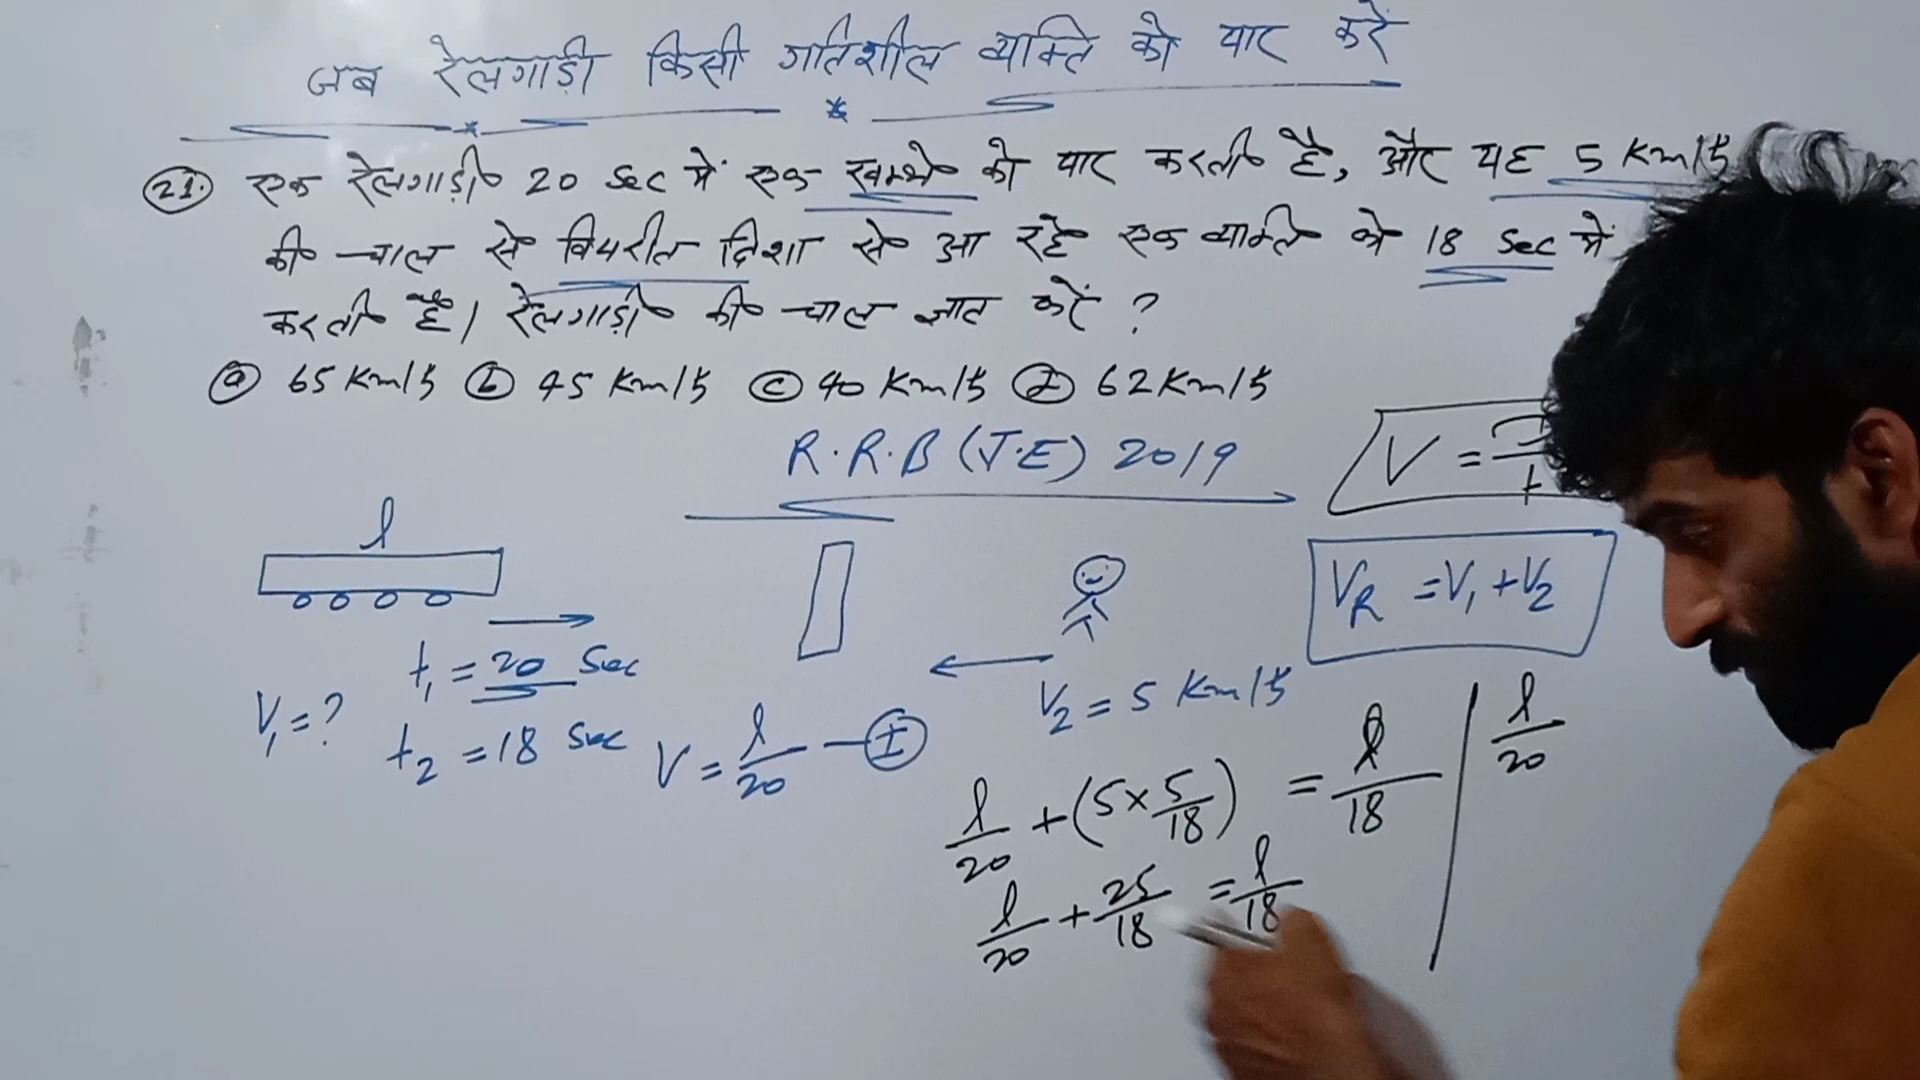 जब रेलगाड़ी किसी गतिशील व्यक्ति को पार करें
21. एक रेलगाड़ी 20 Sec में एक खम्भे को पार करती है, और यह 5 Km/h
की चाल से विपरीत दिशा से आ रहे एक व्यक्ति को 18 Sec में
करती है। रेलगाड़ी की चाल ज्ञात करें ?
(a) 65 Km/h (b) 45 Km/h (c) 40 Km/h (d) 62 Km/h
R.R.B (J.E) 2019
V =
t
l
VR = V1 + V2
t1 = 20 Sec
V1 = ?
t2 = 18 Sec
V = l/20 - I
V2 = 5 Km/h
l/20 + (5 × 5/18) = l/18
l/20
l/20 + 25/18 = l/18